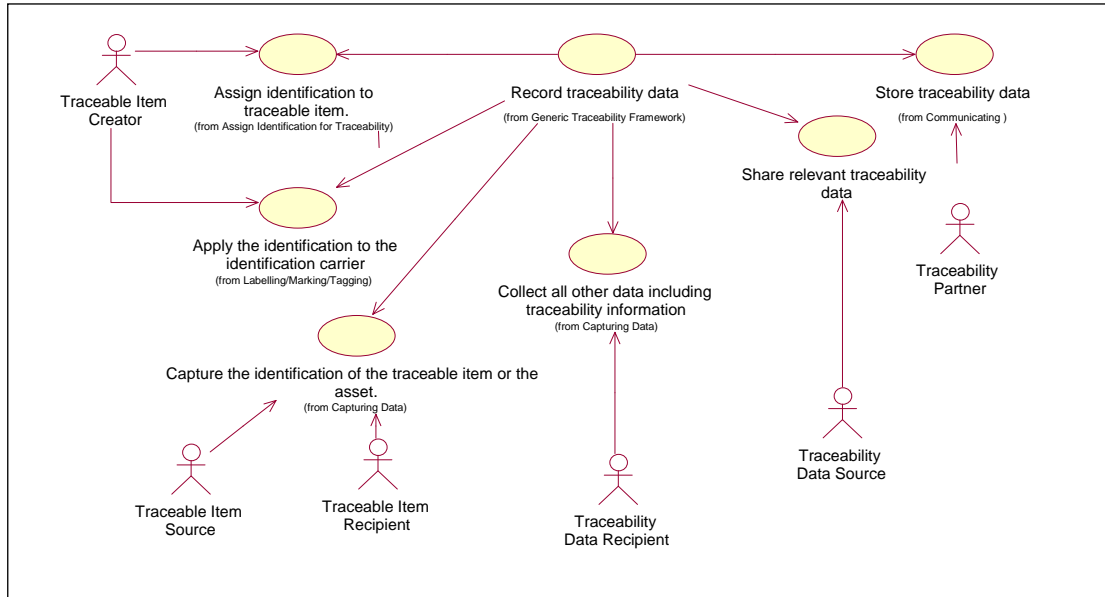 Traceable Item
Creator
Assign identification to
traceable item.
(from Assign Identification for Traceability)
Record traceability data
(from Generic Traceability Framework)
Store traceability data
(from Communicating )
Share relevant traceability
data
Apply the identification to the
identification carrier
(from Labelling/Marking/Tagging)
Traceability
Partner
Collect all other data including
traceability information
(from Capturing Data)
Capture the identification of the traceable item or the
asset.
(from Capturing Data)
Traceability
Data Source
Traceable Item
Source
Traceable Item
Recipient
Traceability
Data Recipient